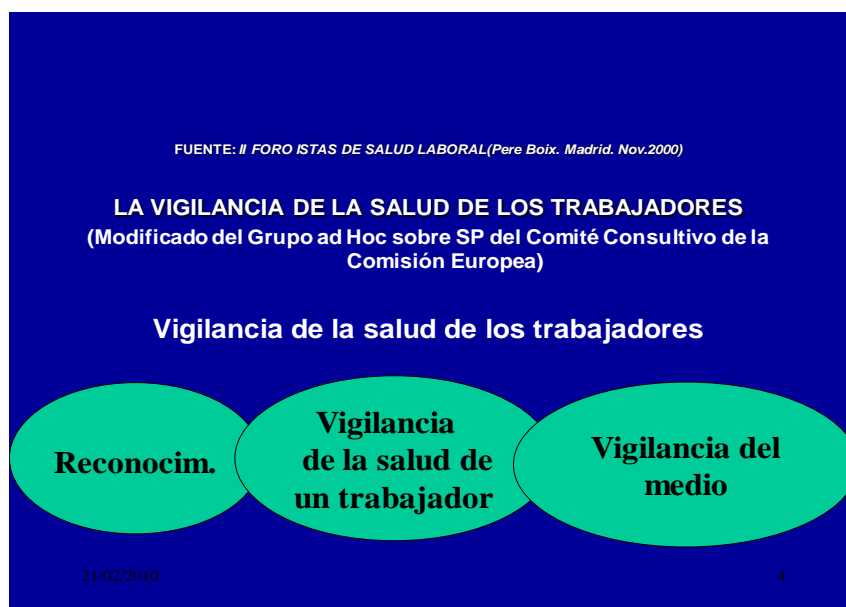 FUENTE: II FORO ISTAS DE SALUD LABORAL(Pere Boix. Madrid. Nov.2000)
LA VIGILANCIA DE LA SALUD DE LOS TRABAJADORES
(Modificado del Grupo ad Hoc sobre SP del Comité Consultivo de la
Comisión Europea)
Vigilancia de la salud de los trabajadores
Reconocim.
Vigilancia
de la salud de
un trabajador
Vigilancia del
medio
21/02/2010
4